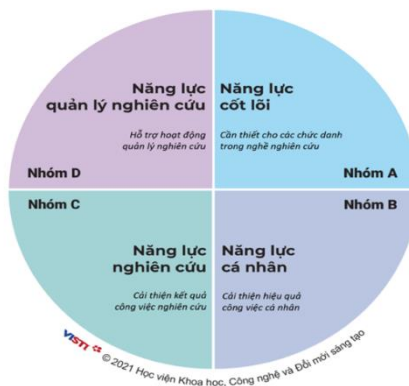 Năng lực
quản lý nghiên cứu
Hỗ trợ hoạt động
quản lý nghiên cứu
Nhóm D
Năng lực
cốt lõi
Cần thiết cho các chức danh
trong nghề nghiên cứu
Nhóm A
Nhóm C
Năng lực
nghiên cứu
Cải thiện kết quả
công việc nghiên cứu
Nhóm B
Năng lực
cá nhân
Cải thiện hiệu quả
công việc cá nhân
VISTI © 2021 Học viện Khoa học, Công nghệ và Đổi mới sáng tạo